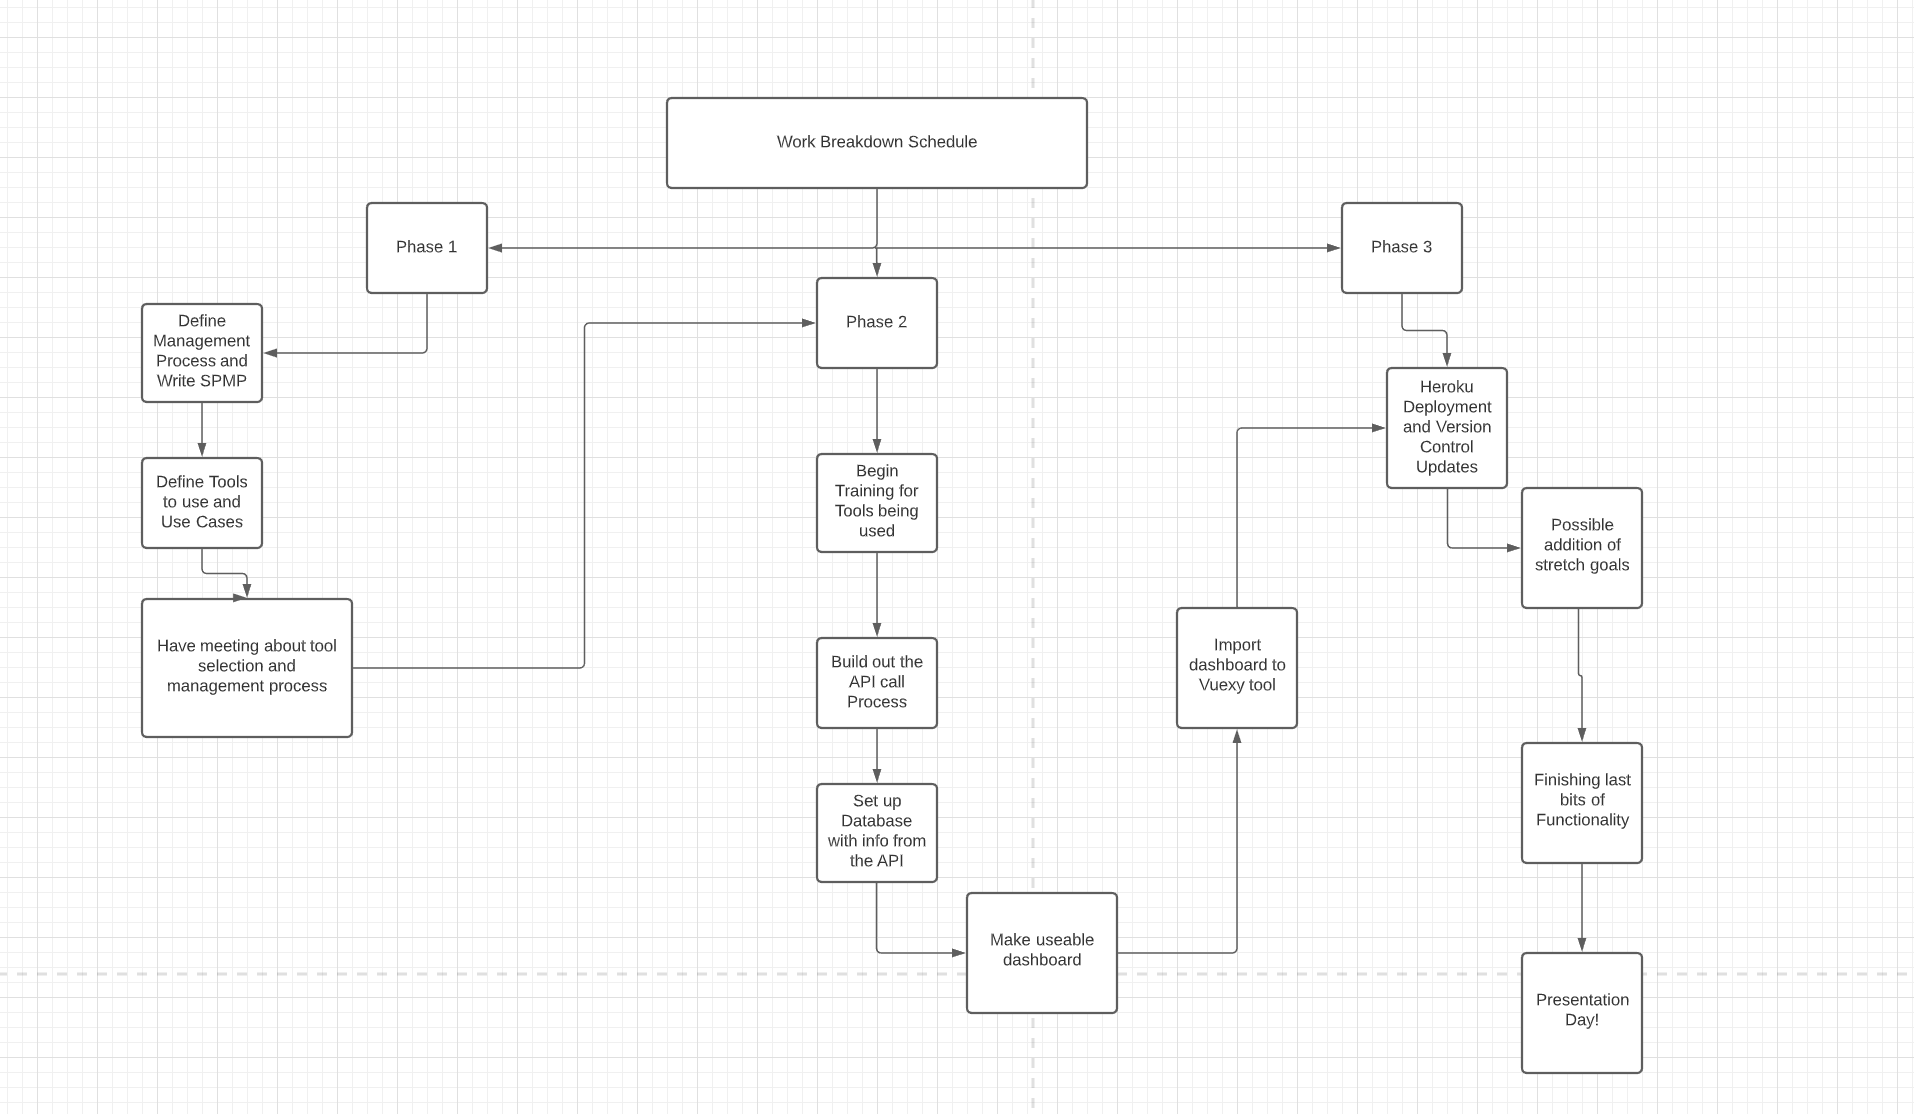 Work Breakdown Schedule
Phase 1
Phase 3
Phase 2
Define
Management
Process and
Write SPMP
Define Tools
to use and
Use Cases
Have meeting about tool
selection and
management process
Begin
Training for
Tools being
used
Build out the
API call
Process
Set up
Database
with info from
the API
Make useable
dashboard
Import
dashboard to
Vuexy tool
Heroku
Deployment
and Version
Control
Updates
Possible
addition of
stretch goals
Finishing last
bits of
Functionality
Presentation
Day!